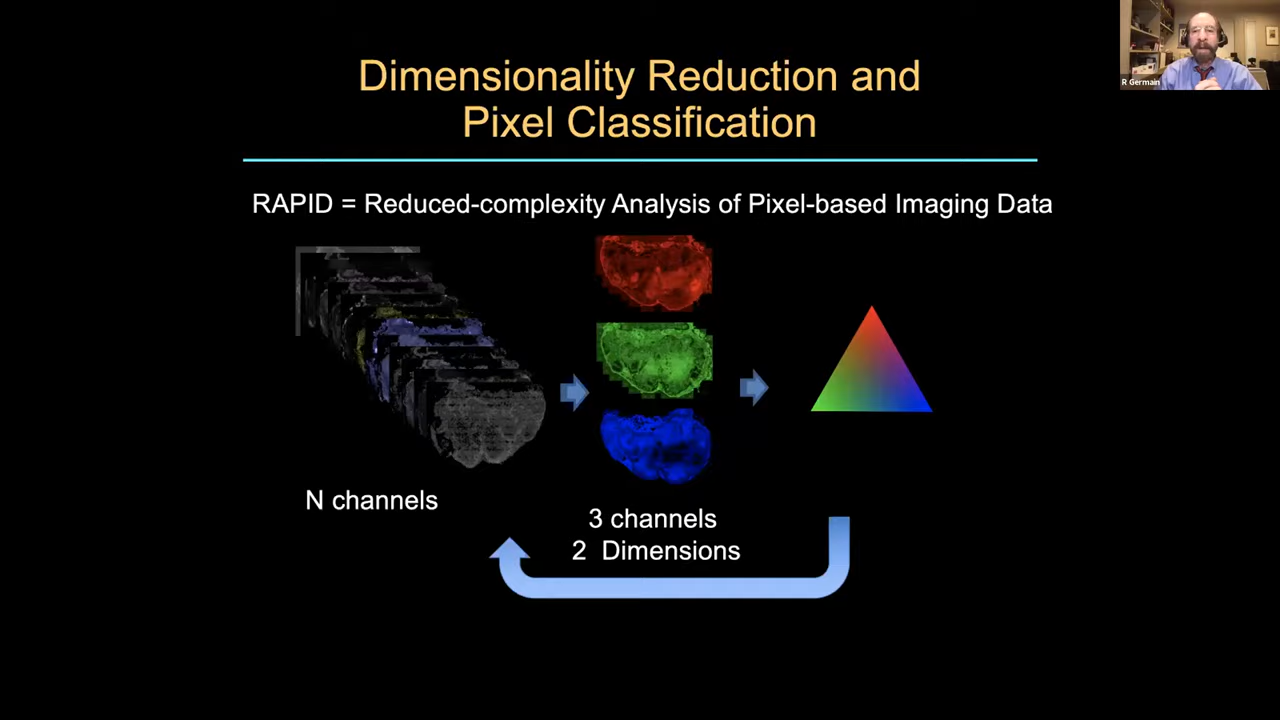 Dimensionality Reduction and
Pixel Classification
R Germain
RAPID = Reduced-complexity Analysis of Pixel-based Imaging Data
N channels
3 channels
2 Dimensions